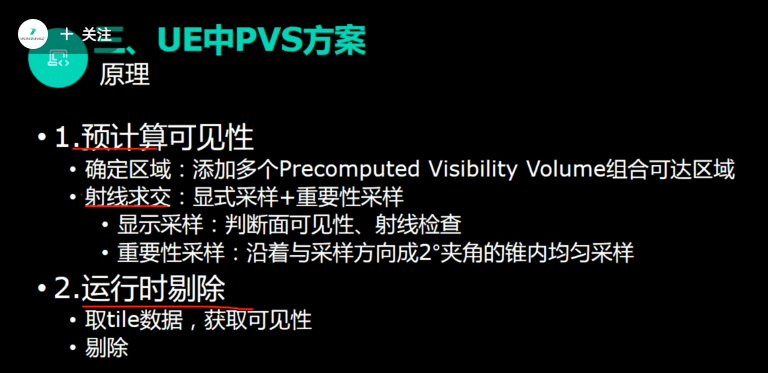 + 关注
三、UE中PVS方案
原理
• 1.预计算可见性
• 确定区域：添加多个Precomputed Visibility Volume组合可达区域
• 射线求交：显式采样+重要性采样
• 显示采样：判断面可见性、射线检查
• 重要性采样：沿着与采样方向成2°夹角的锥内均匀采样
• 2.运行时剔除
• 取tile数据，获取可见性
• 剔除